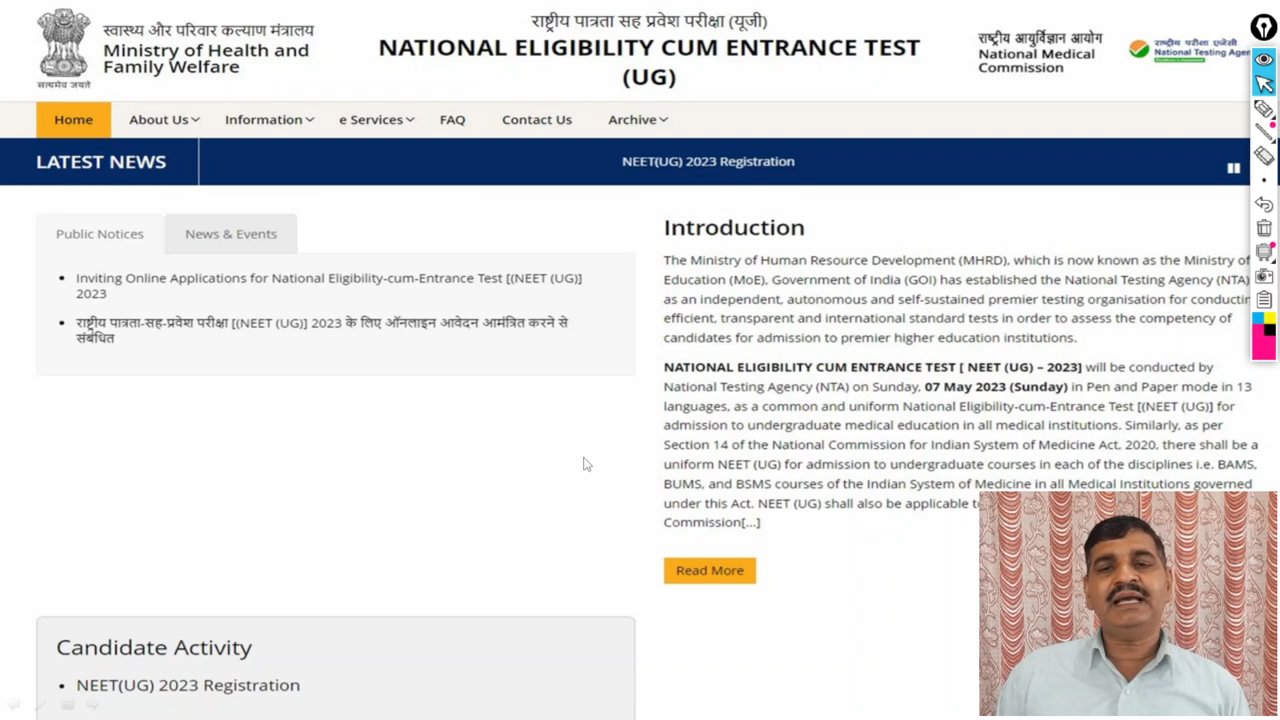 स्वास्थ्य और परिवार कल्याण मंत्रालय
Ministry of Health and
Family Welfare
सत्यमेव जयते
राष्ट्रीय पात्रता सह प्रवेश परीक्षा (यूजी)
NATIONAL ELIGIBILITY CUM ENTRANCE TEST
(UG)
राष्ट्रीय आयुर्विज्ञान आयोग
National Medical
Commission
राष्ट्रीय परीक्षा एजेंसी
National Testing
Home About Us Information e Services FAQ Contact Us Archive
LATEST NEWS
NEET(UG) 2023 Registration
Public Notices News & Events
• Inviting Online Applications for National Eligibility-cum-Entrance Test [(NEET (UG)]
2023
• राष्ट्रीय पात्रता-सह-प्रवेश परीक्षा [(NEET (UG)] 2023 के लिए ऑनलाइन आवेदन आमंत्रित करने से
संबंधित
Introduction
The Ministry of Human Resource Development (MHRD), which is now known as the Ministry of
Education (MoE), Government of India (GOI) has established the National Testing Agency (NTA)
as an independent, autonomous and self-sustained premier testing organisation for
efficient, transparent and international standard tests in order to assess the competency of
candidates for admission to premier higher education institutions.
NATIONAL ELIGIBILITY CUM ENTRANCE TEST [ NEET (UG) – 2023] will be conducted by
National Testing Agency (NTA) on Sunday, 07 May 2023 (Sunday) in Pen and Paper mode in 13
languages, as a common and uniform National Eligibility-cum-Entrance Test [(NEET (UG)] for
admission to undergraduate medical education in all medical institutions. Similarly, as per
Section 14 of the National Commission for Indian System of Medicine Act, 2020, there shall be a
uniform NEET (UG) for admission to undergraduate courses in each of the disciplines i.e. BAMS,
BUMS, and BSMS courses of the Indian System of Medicine in all Medical Institutions governed
under this Act. NEET (UG) shall also be applicable
Commission[...]
Read More
Candidate Activity
• NEET(UG) 2023 Registration